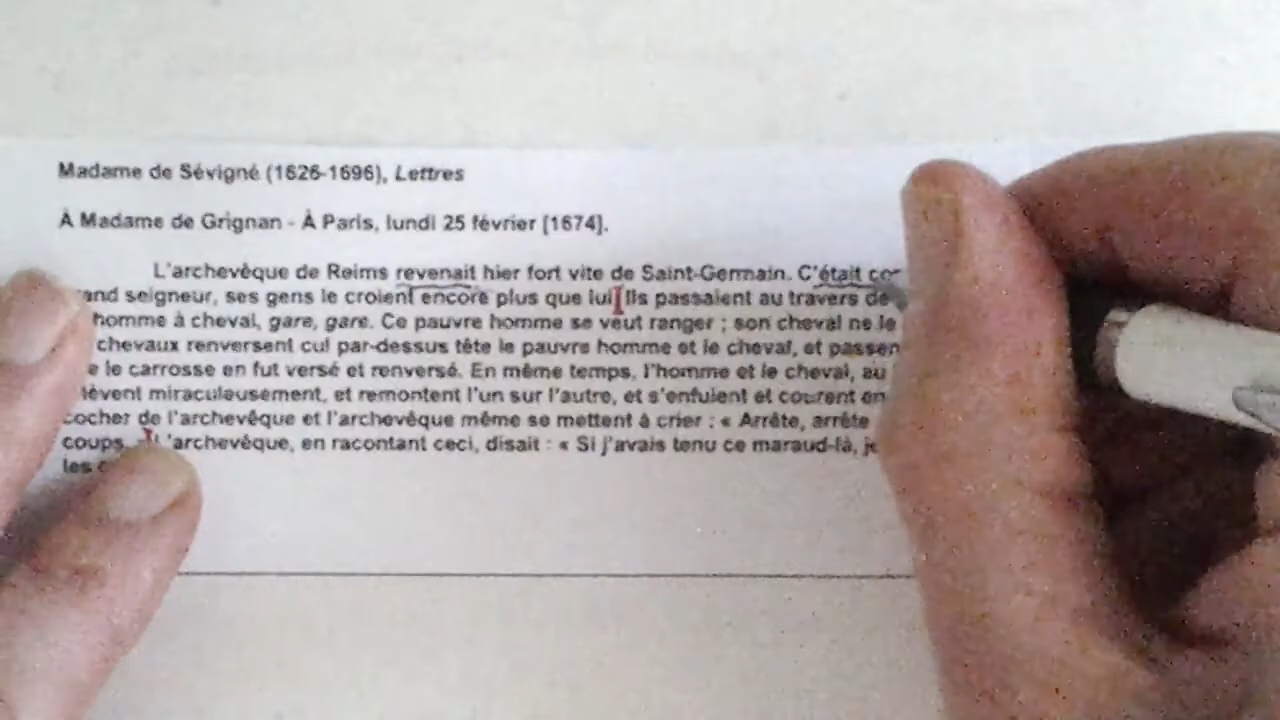 Madame de Sévigné (1626-1696), Lettres
À Madame de Grignan - À Paris, lundi 25 février [1674].
L'archevêque de Reims revenait hier fort vite de Saint-Germain. C'était
seigneur, ses gens le croient encore plus que lui Ils passaient au travers de
homme à cheval, gare, gare. Ce pauvre homme se veut ranger ; son cheval ne le
chevaux renversent cul par-dessus tête le pauvre homme et le cheval, et
le carrosse en fut versé et renversé. En même temps, l'homme et le cheval, au
miraculeusement, et remontent l'un sur l'autre, et s'enfuient et courent
cocher de l'archevêque et l'archevêque même se mettent à crier : « Arrête, arrête
coups. L'archevêque, en racontant ceci, disait : « Si j'avais tenu ce maraud-là,
les